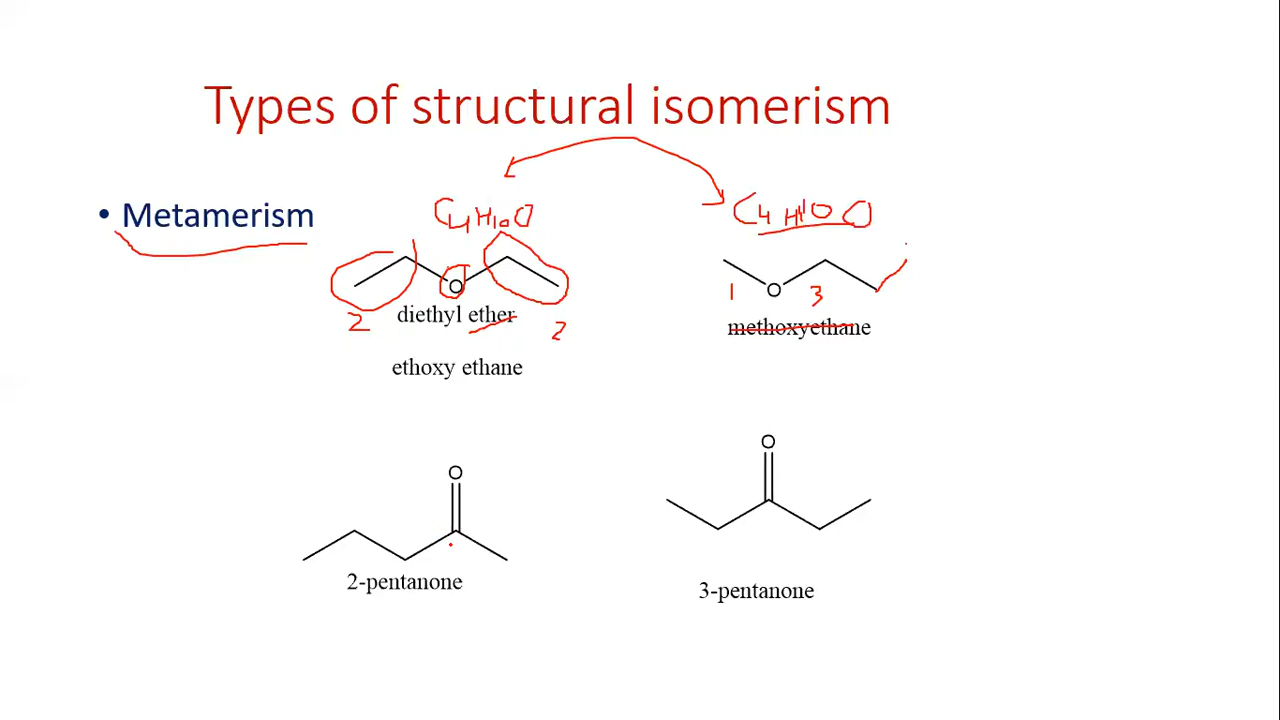 Types of structural isomerism
• Metamerism
C4H10O
C4H10O
O
O
1
3
2
diethyl ether
2
methoxyethane
ethoxy ethane
O
O
2-pentanone
3-pentanone